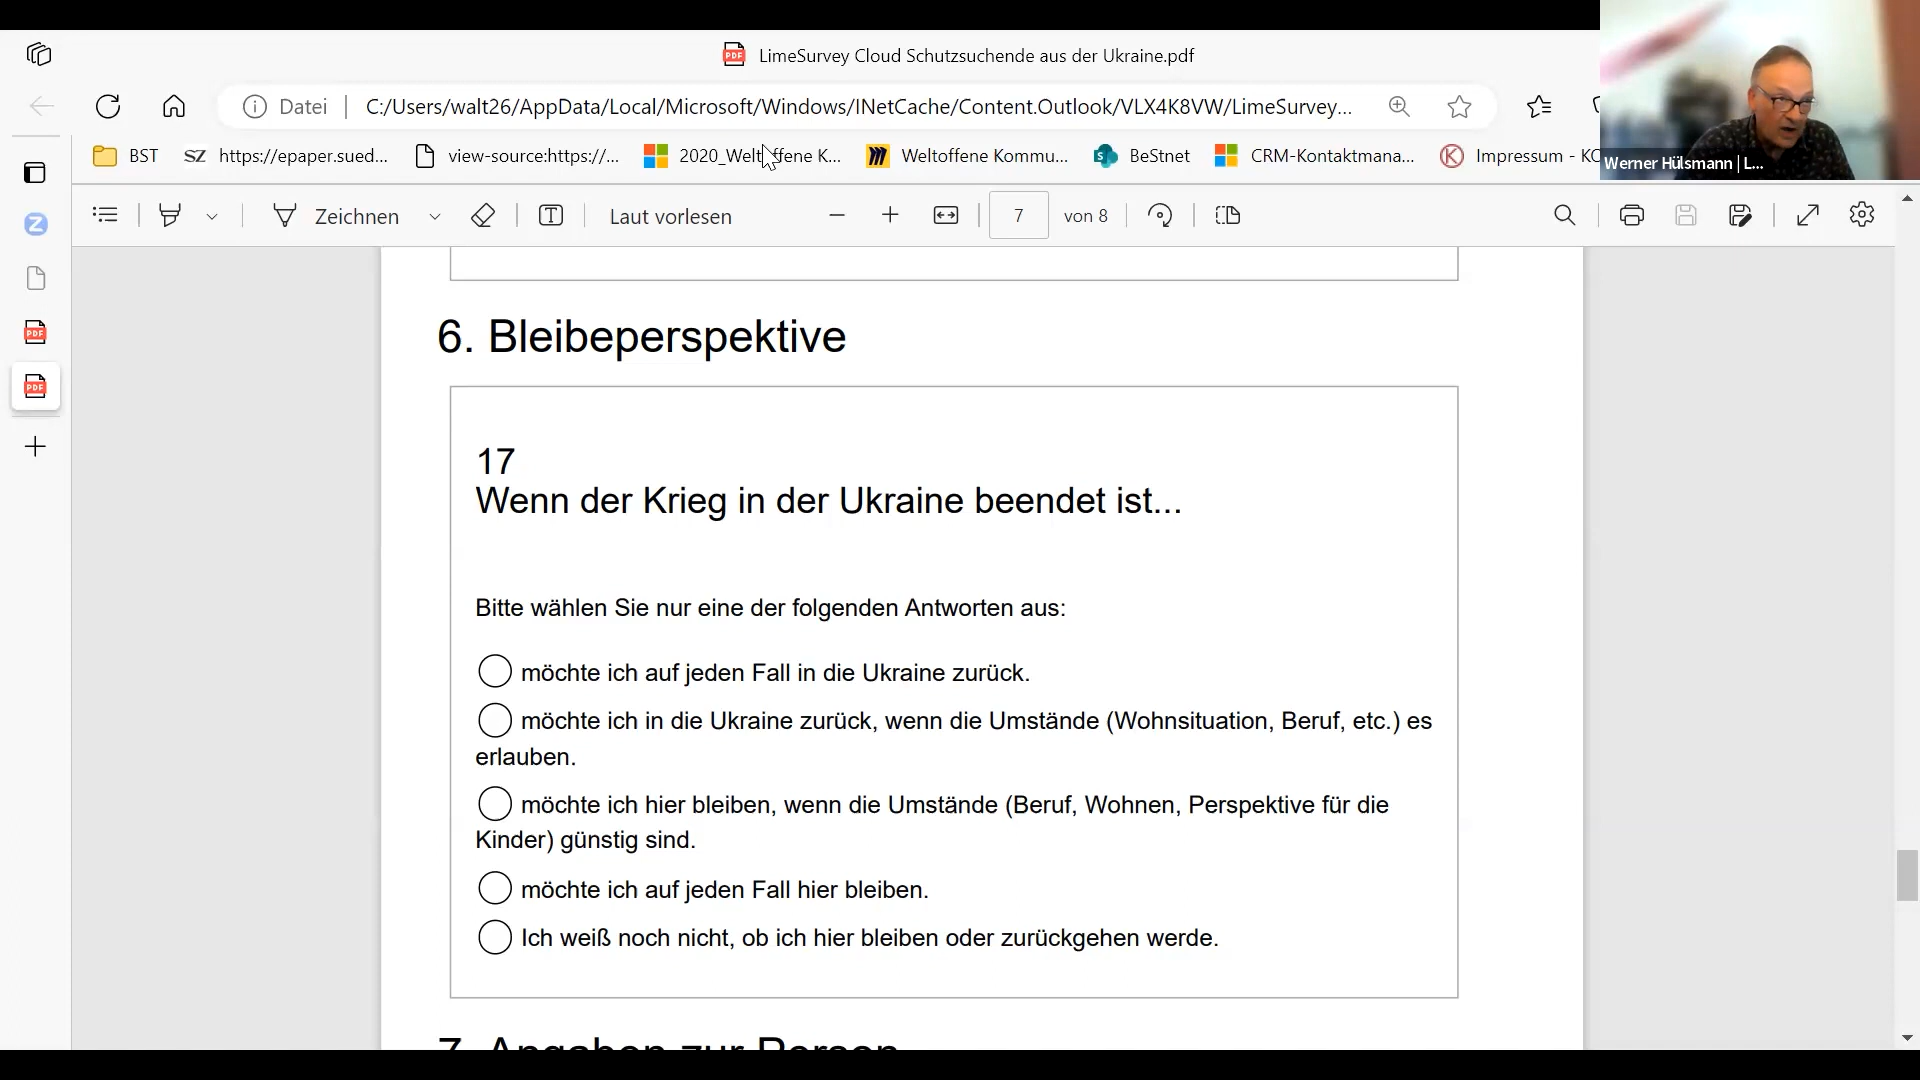 LimeSurvey Cloud Schutzsuchende aus der Ukraine.pdf
Datei
C:/Users/walt26/AppData/Local/Microsoft/Windows/INetCache/Content.Outlook/VLX4K8VW/LimeSurvey...
BST
SZ https://epaper.sued...
view-source:https://...
2020_Weltoffene K...
Weltoffene Kommu...
BeStnet
CRM-Kontaktmana...
Impressum - KO
Werner Hülsmann | L...
Zeichnen
Laut vorlesen
7
von 8
6. Bleibeperspektive
17
Wenn der Krieg in der Ukraine beendet ist...
Bitte wählen Sie nur eine der folgenden Antworten aus:
möchte ich auf jeden Fall in die Ukraine zurück.
möchte ich in die Ukraine zurück, wenn die Umstände (Wohnsituation, Beruf, etc.) es
erlauben.
möchte ich hier bleiben, wenn die Umstände (Beruf, Wohnen, Perspektive für die
Kinder) günstig sind.
möchte ich auf jeden Fall hier bleiben.
Ich weiß noch nicht, ob ich hier bleiben oder zurückgehen werde.
7. Angaben zur Person